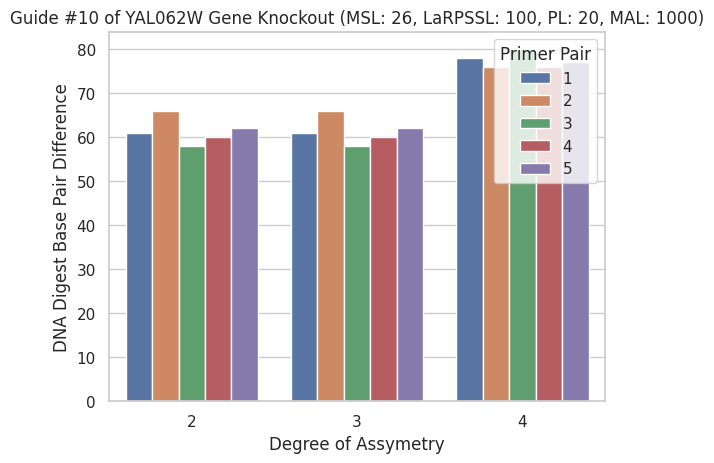 Guide #10 of YAL062W Gene Knockout (MSL: 26, LaRPSSL: 100, PL: 20, MAL: 1000)
DNA Digest Base Pair Difference
80
70
60
50
40
30
20
10
0
Primer Pair
1
2
3
4
5
2 3 4
Degree of Assymetry